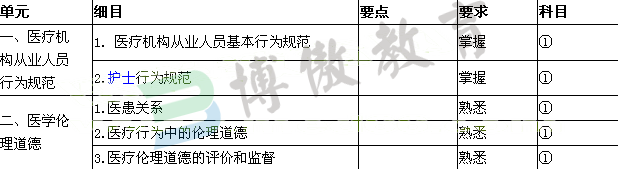 单元 细目 要点 要求 科目
一、医疗机构从业人员行为规范 1. 医疗机构从业人员基本行为规范 掌握 ①
2.护士行为规范 掌握 ①
二、医学伦理道德 1.医患关系 熟悉 ①
2.医疗行为中的伦理道德 熟悉 ①
3.医疗伦理道德的评价和监督 熟悉 ①
博傲教育